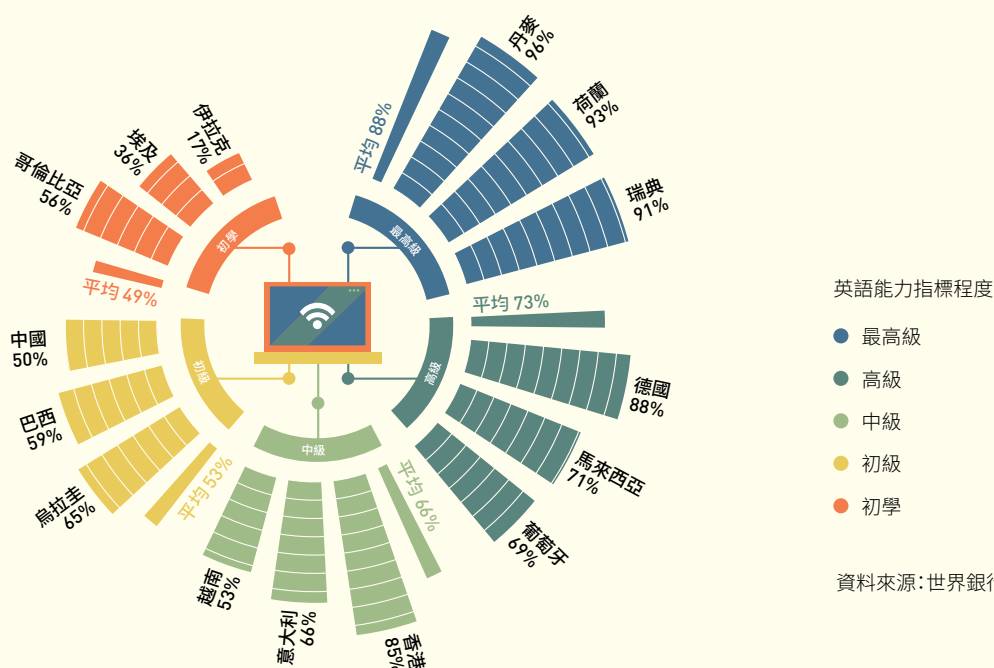 平均 88%
丹麥
96%
荷蘭
93%
瑞典
91%
最高級
平均 73%
德國
88%
馬來西亞
71%
葡萄牙
69%
高級
平均 66%
香港
85%
意大利
66%
越南
53%
中級
平均 53%
烏拉圭
65%
巴西
59%
中國
50%
初級
平均 49%
哥倫比亞
56%
埃及
36%
伊拉克
17%
初學
英語能力指標程度
最高級
高級
中級
初級
初學
資料來源：世界銀行